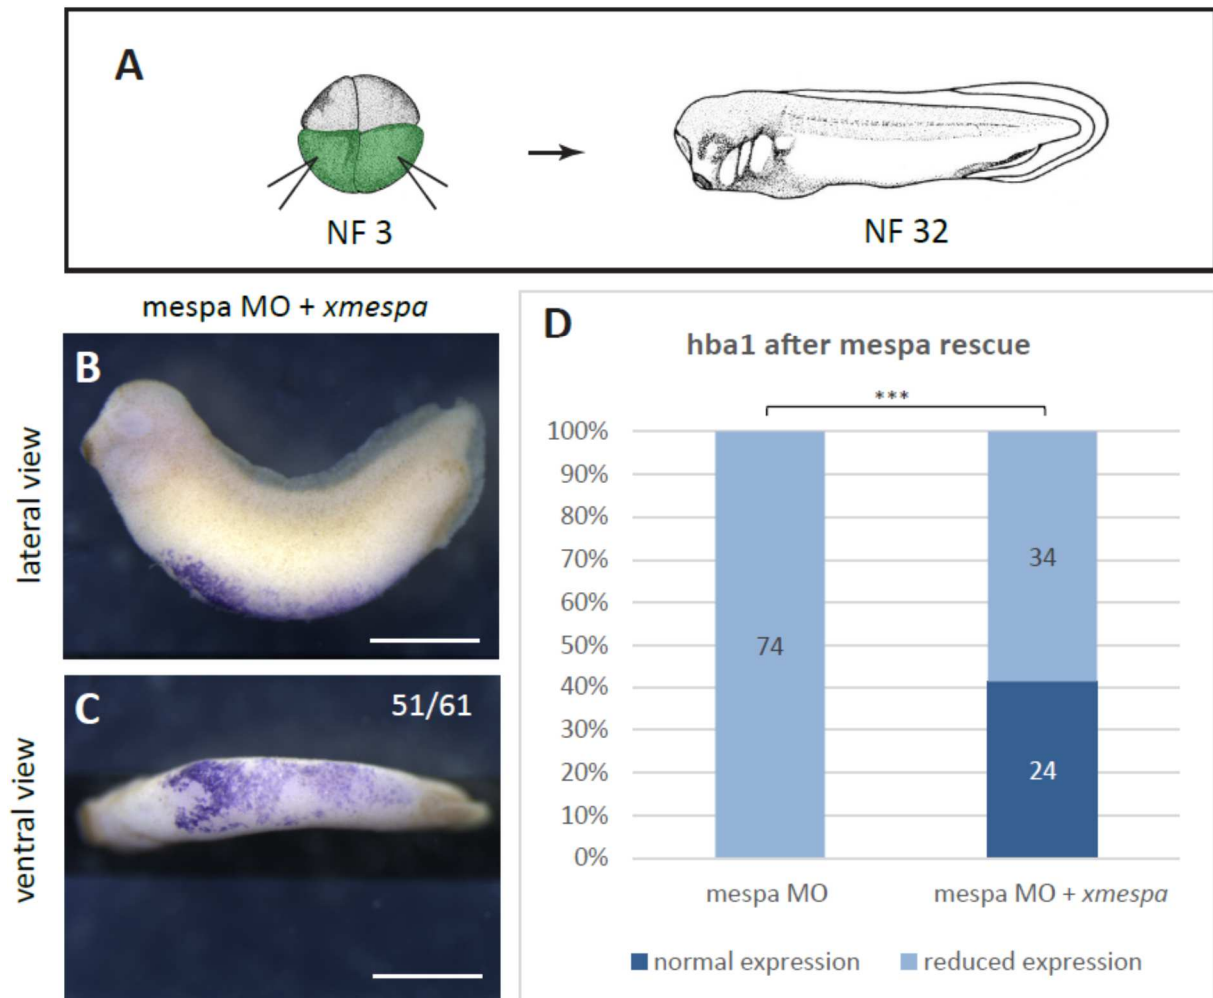 A
NF 3
NF 32
mespa MO + xmespa
B
lateral view
C
51/61
ventral view
D
hba1 after mespa rescue
***
100%
90%
80%
70%
60%
50%
40%
30%
20%
10%
0%
74
34
24
mespa MO
mespa MO + xmespa
normal expression
reduced expression